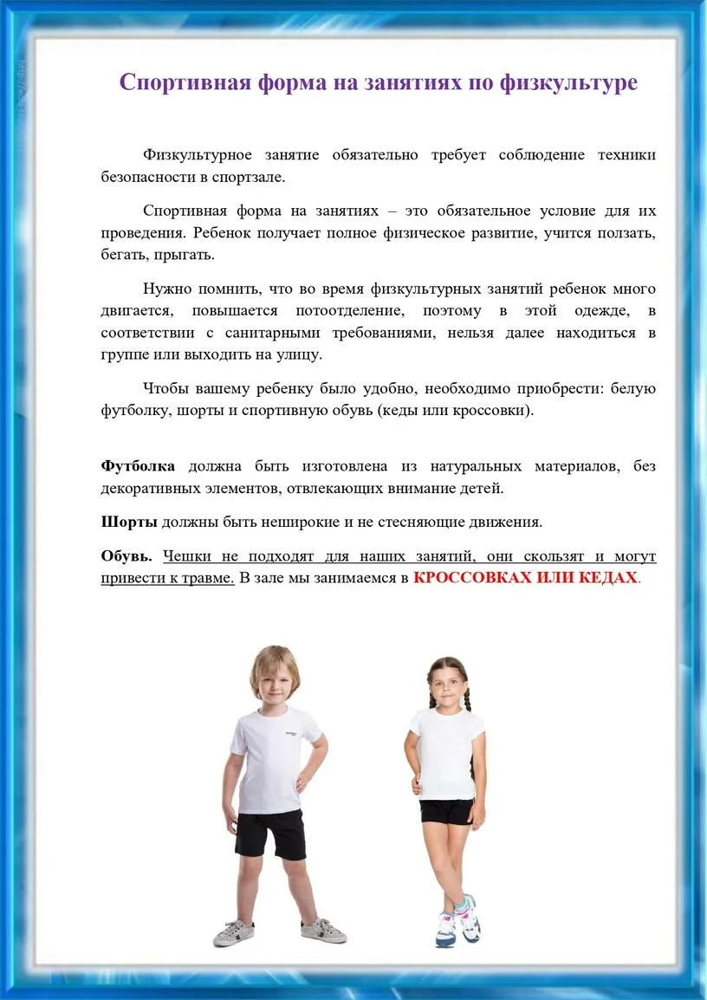 Спортивная форма на занятиях по физкультуре
Физкультурное занятие обязательно требует соблюдение техники
безопасности в спортзале.
Спортивная форма на занятиях – это обязательное условие для их
проведения. Ребенок получает полное физическое развитие, учится ползать,
бегать, прыгать.
Нужно помнить, что во время физкультурных занятий ребенок много
двигается, повышается потоотделение, поэтому в этой одежде, в
соответствии с санитарными требованиями, нельзя далее находиться в
группе или выходить на улицу.
Чтобы вашему ребенку было удобно, необходимо приобрести: белую
футболку, шорты и спортивную обувь (кеды или кроссовки).
Футболка должна быть изготовлена из натуральных материалов, без
декоративных элементов, отвлекающих внимание детей.
Шорты должны быть неширокие и не стесняющие движения.
Обувь. Чешки не подходят для наших занятий, они скользят и могут
привести к травме. В зале мы занимаемся в КРОССОВКАХ ИЛИ КЕДАХ.